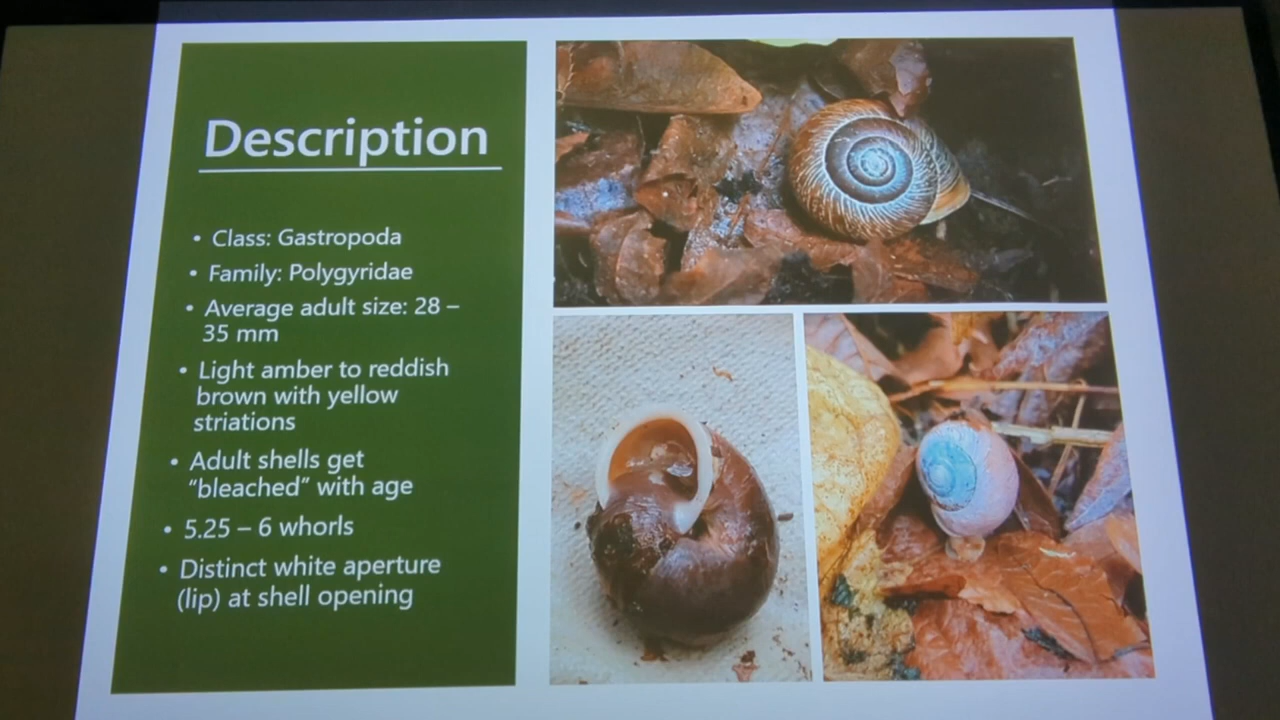 Description
• Class: Gastropoda
• Family: Polygyridae
• Average adult size: 28 –
35 mm
• Light amber to reddish
brown with yellow
striations
• Adult shells get
"bleached" with age
• 5.25 – 6 whorls
• Distinct white aperture
(lip) at shell opening